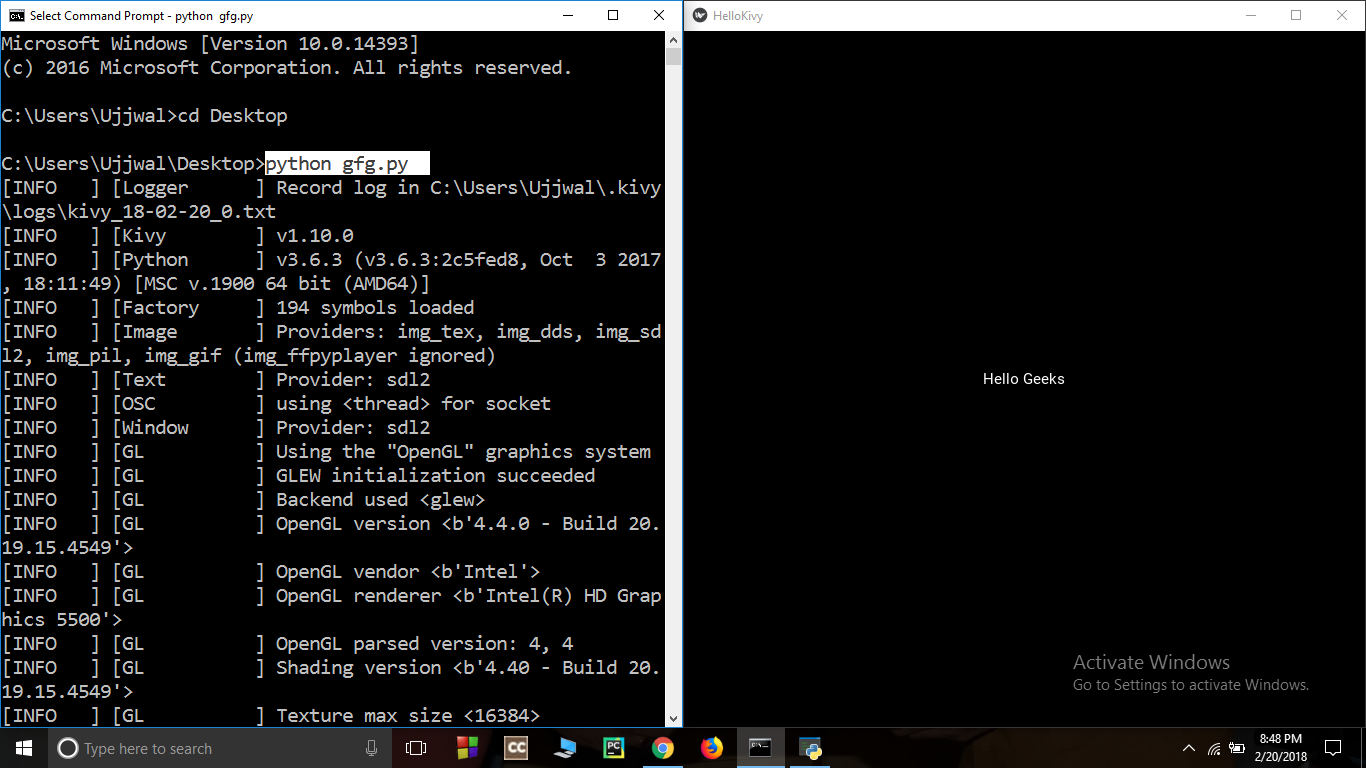 Select Command Prompt - python  gfg.py
Microsoft Windows [Version 10.0.14393]
(c) 2016 Microsoft Corporation. All rights reserved.
C:\Users\Ujjwal>cd Desktop
C:\Users\Ujjwal\Desktop>python gfg.py
[INFO   ] [Logger      ] Record log in C:\Users\Ujjwal\.kivy
\logs\kivy_18-02-20_0.txt
[INFO   ] [Kivy        ] v1.10.0
[INFO   ] [Python      ] v3.6.3 (v3.6.3:2c5fed8, Oct  3 2017
, 18:11:49) [MSC v.1900 64 bit (AMD64)]
[INFO   ] [Factory     ] 194 symbols loaded
[INFO   ] [Image       ] Providers: img_tex, img_dds, img_sd
l2, img_pil, img_gif (img_ffpyplayer ignored)
[INFO   ] [Text        ] Provider: sdl2
[INFO   ] [OSC         ] using <thread> for socket
[INFO   ] [Window      ] Provider: sdl2
[INFO   ] [GL          ] Using the "OpenGL" graphics system
[INFO   ] [GL          ] GLEW initialization succeeded
[INFO   ] [GL          ] Backend used <glew>
[INFO   ] [GL          ] OpenGL version <b'4.4.0 - Build 20.
19.15.4549'>
[INFO   ] [GL          ] OpenGL vendor <b'Intel'>
[INFO   ] [GL          ] OpenGL renderer <b'Intel(R) HD Grap
hics 5500'>
[INFO   ] [GL          ] OpenGL parsed version: 4, 4
[INFO   ] [GL          ] Shading version <b'4.40 - Build 20.
19.15.4549'>
[INFO   ] [GL          ] Texture max size <16384>
HelloKivy
Hello Geeks
Activate Windows
Go to Settings to activate Windows.
Type here to search
CC
PC
8:48 PM
2/20/2018